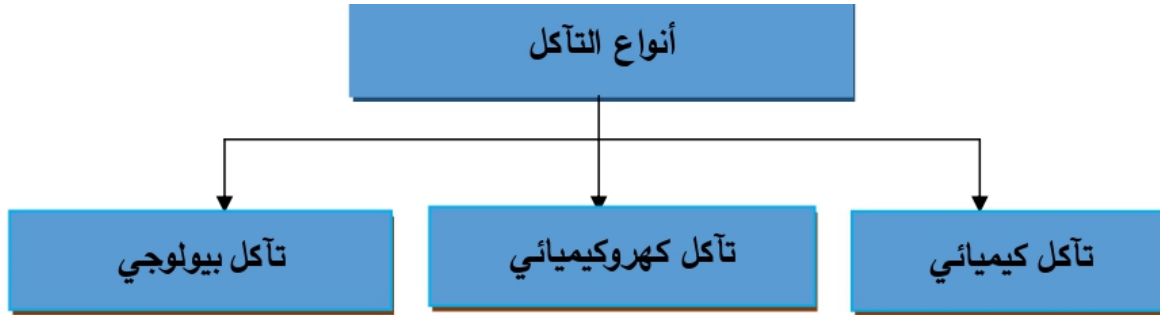 أنواع التآكل
تآكل كيميائي
تآكل كهروكيميائي
تآكل بيولوجي